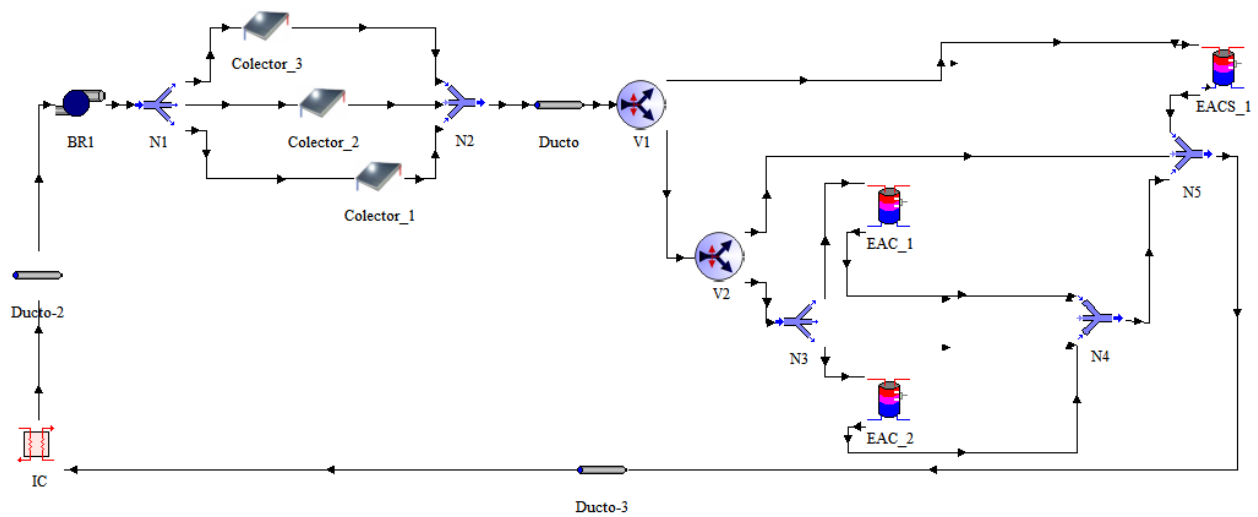 Colector_3
EACS_1
BR1
N1
Colector_2
N2
Ducto
V1
N5
Colector_1
EAC_1
V2
Ducto-2
N3
N4
EAC_2
IC
Ducto-3